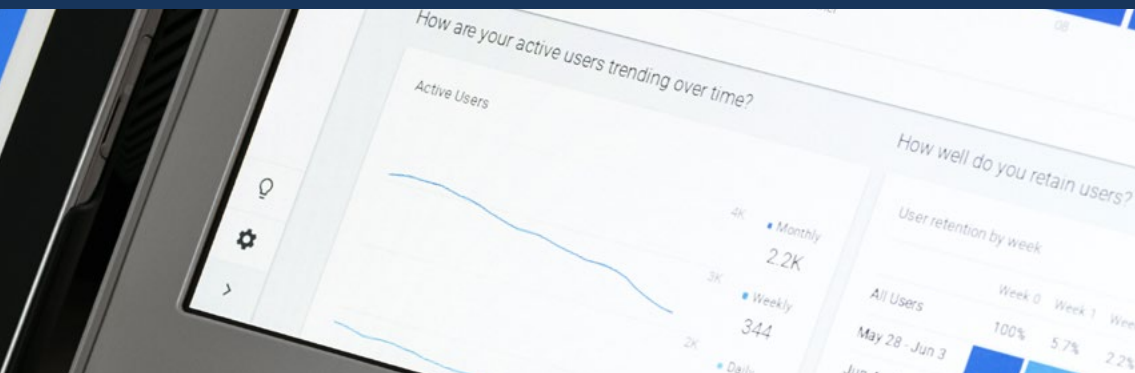 How are your active users trending over time?
Active Users
4K
Monthly
2.2K
3K
Weekly
344
2K
Daily
How well do you retain users?
User retention by week
Week 0 Week 1
All Users 100% 5.7% 2.2%
May 28 - Jun 3
08